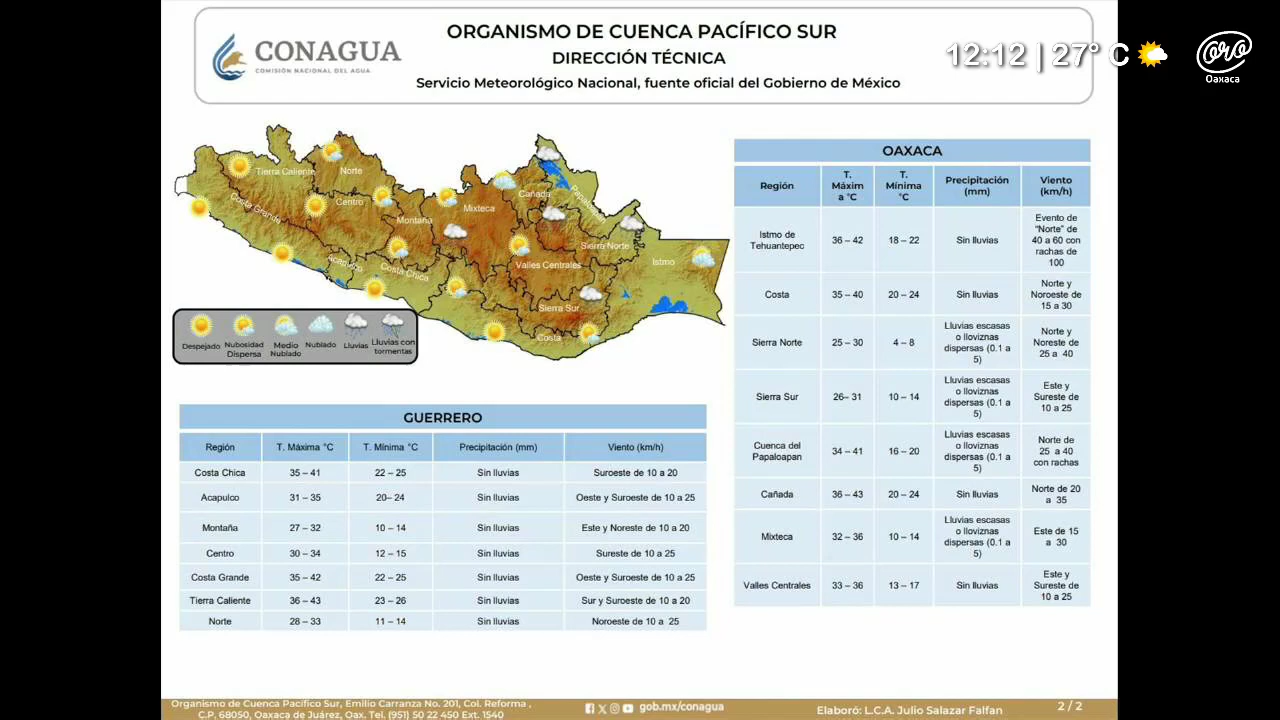 ORGANISMO DE CUENCA PACÍFICO SUR
DIRECCIÓN TÉCNICA
Servicio Meteorológico Nacional, fuente oficial del Gobierno de México
CONAGUA
COMISIÓN NACIONAL DEL AGUA
12:12 | 27° C
oro
Oaxaca
Tierra Caliente
Norte
Centro
Costa Grande
Montaña
Acapulco
Costa Chica
Mixteca
Cañada
Papaloapan
Sierra Norte
Valles Centrales
Istmo
Sierra Sur
Costa
Despejado
Nubosidad
Dispersa
Medio
Nublado
Nublado
Lluvias
Lluvias con
tormentas
GUERRERO
Región T. Máxima °C T. Mínima °C Precipitación (mm) Viento (km/h)
Costa Chica 35 – 41 22 – 25 Sin lluvias Suroeste de 10 a 20
Acapulco 31 – 35 20– 24 Sin lluvias Oeste y Suroeste de 10 a 25
Montaña 27 – 32 10 – 14 Sin lluvias Este y Noreste de 10 a 20
Centro 30 – 34 12 – 15 Sin lluvias Sureste de 10 a 25
Costa Grande 35 – 42 22 – 25 Sin lluvias Oeste y Suroeste de 10 a 25
Tierra Caliente 36 – 43 23 – 26 Sin lluvias Sur y Suroeste de 10 a 20
Norte 28 – 33 11 – 14 Sin lluvias Noroeste de 10 a 25
OAXACA
Región
T.
Máxim
a °C
T.
Mínima
°C
Precipitación
(mm)
Viento
(km/h)
Istmo de
Tehuantepec
36 – 42
18 – 22
Sin lluvias
Evento de
“Norte” de
40 a 60 con
rachas de
100
Costa
35 – 40
20 – 24
Sin lluvias
Norte y
Noroeste de
15 a 30
Sierra Norte
25 – 30
4 – 8
Lluvias escasas
o lloviznas
dispersas (0.1 a
5)
Norte y
Noreste de
25 a 40
Sierra Sur
26– 31
10 – 14
Lluvias escasas
o lloviznas
dispersas (0.1 a
5)
Este y
Sureste de
10 a 25
Cuenca del
Papaloapan
34 – 41
16 – 20
Lluvias escasas
o lloviznas
dispersas (0.1 a
5)
Norte de
25 a 40
con rachas
Cañada
36 – 43
20 – 24
Sin lluvias
Norte de 20
a 35
Mixteca
32 – 36
10 – 14
Lluvias escasas
o lloviznas
dispersas (0.1 a
5)
Este de 15
a 30
Valles Centrales
33 – 36
13 – 17
Sin lluvias
Este y
Sureste de
10 a 25
Organismo de Cuenca Pacífico Sur, Emilio Carranza No. 201, Col. Reforma ,
C.P, 68050, Oaxaca de Juárez, Oax. Tel. (951) 50 22 450 Ext. 1540
gob.mx/conagua
Elaboró: L.C.A. Julio Salazar Falfan
2 / 2